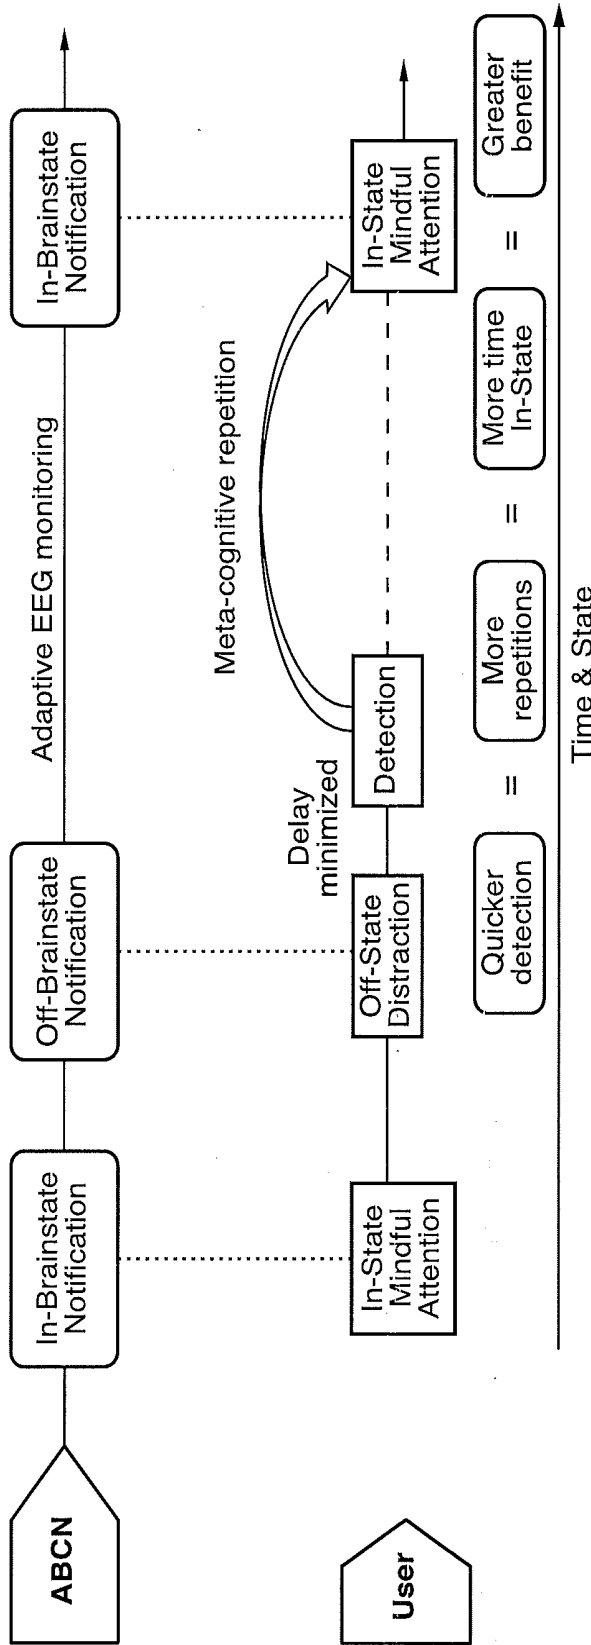 ABCN
In-Brainstate
Notification
Off-Brainstate
Notification
Adaptive EEG monitoring
In-Brainstate
Notification
Meta-cognitive repetition
User
In-State
Mindful
Attention
Off-State
Distraction
Delay
minimized
Detection
In-State
Mindful
Attention
Quicker
detection
=
More
repetitions
=
More time
In-State
=
Greater
benefit
Time & State